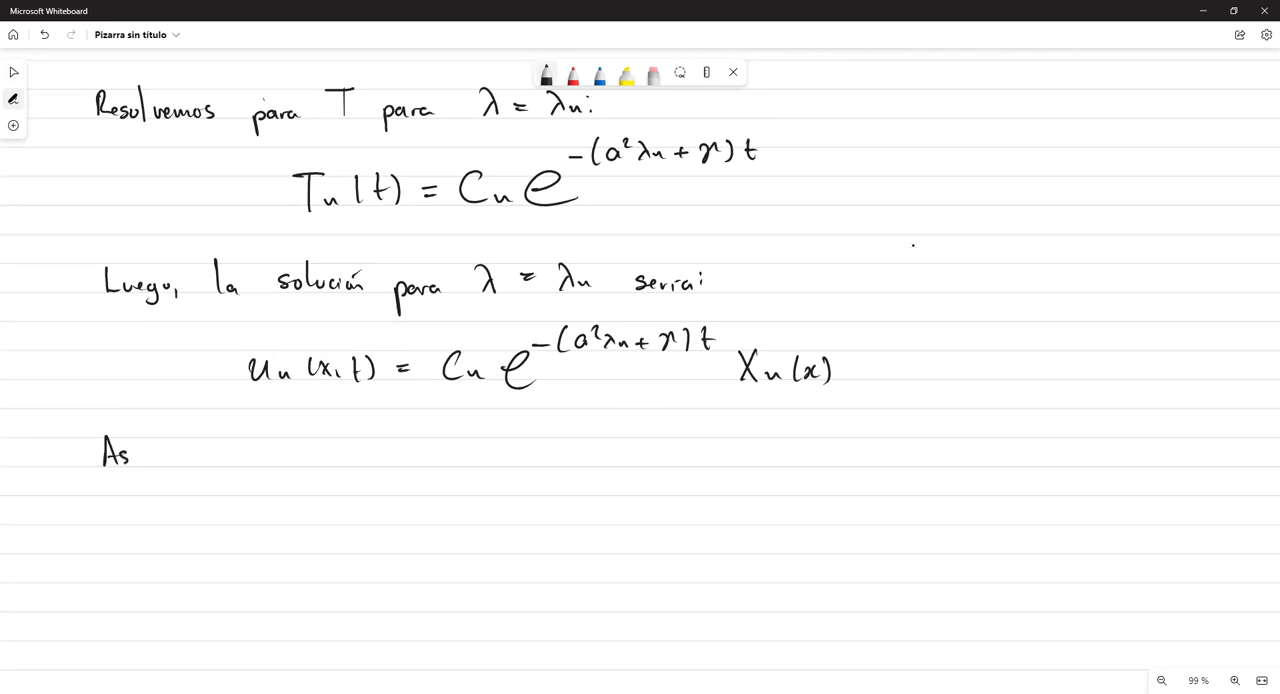 Microsoft Whiteboard
Pizarra sin título
Resolvemos para T para λ = λn:
Tn(t) = Cn e^-(a²λn + γ)t
Luego, la solución para λ = λn sería:
un(x,t) = Cn e^-(a²λn + γ)t Xn(x)
As
99 %